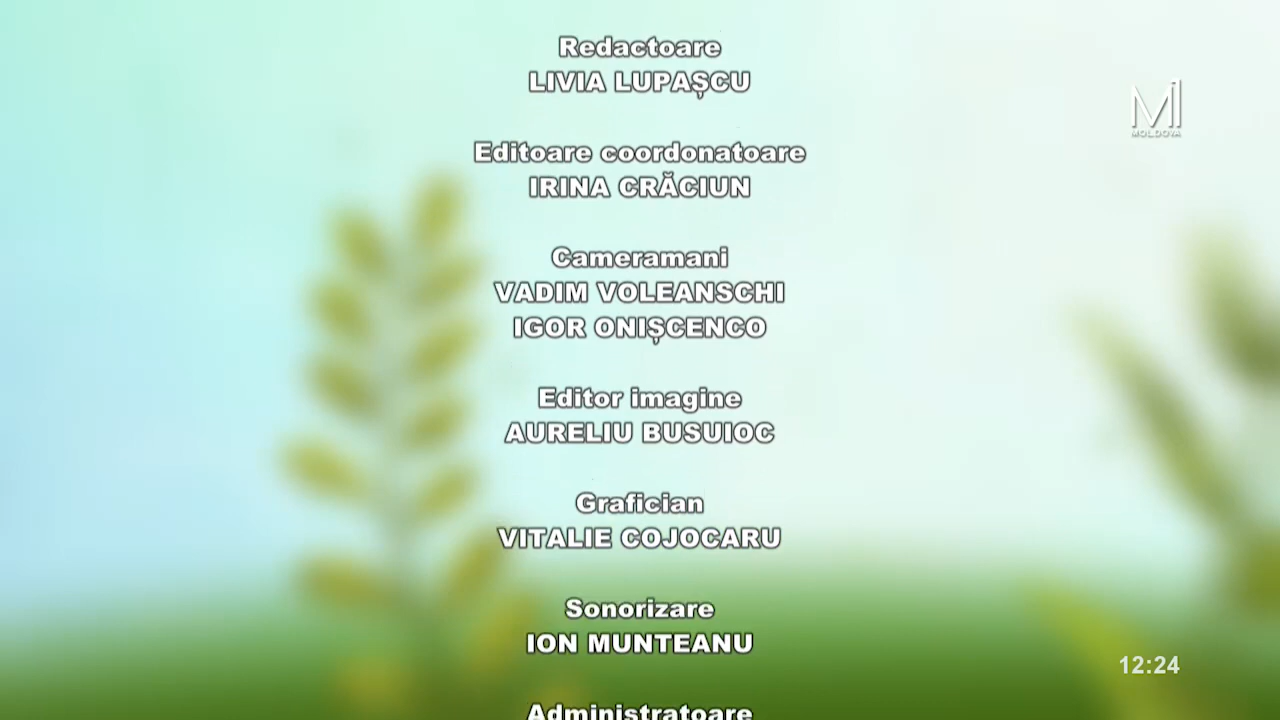 Redactoare
LIVIA LUPAȘCU
M1
MOLDOVA
Editoare coordonatoare
IRINA CRĂCIUN
Cameramani
VADIM VOLEANSCHI
IGOR ONIȘCENCO
Editor imagine
AURELIU BUSUIOC
Grafician
VITALIE COJOCARU
Sonorizare
ION MUNTEANU
12:24
Administratoare